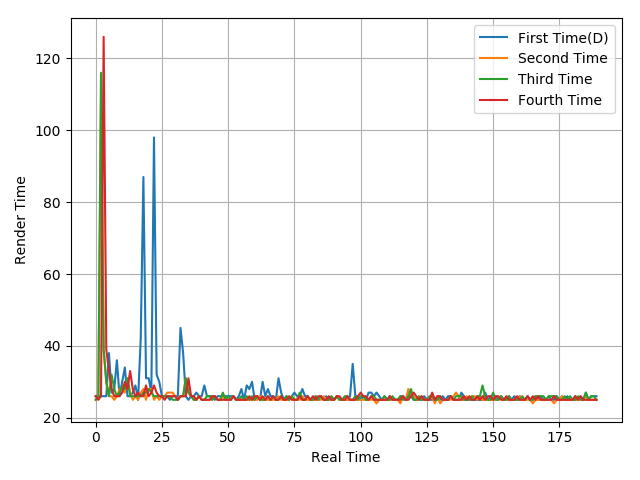 First Time(D)
Second Time
Third Time
Fourth Time
120
100
80
60
40
20
Render Time
0 25 50 75 100 125 150 175
Real Time